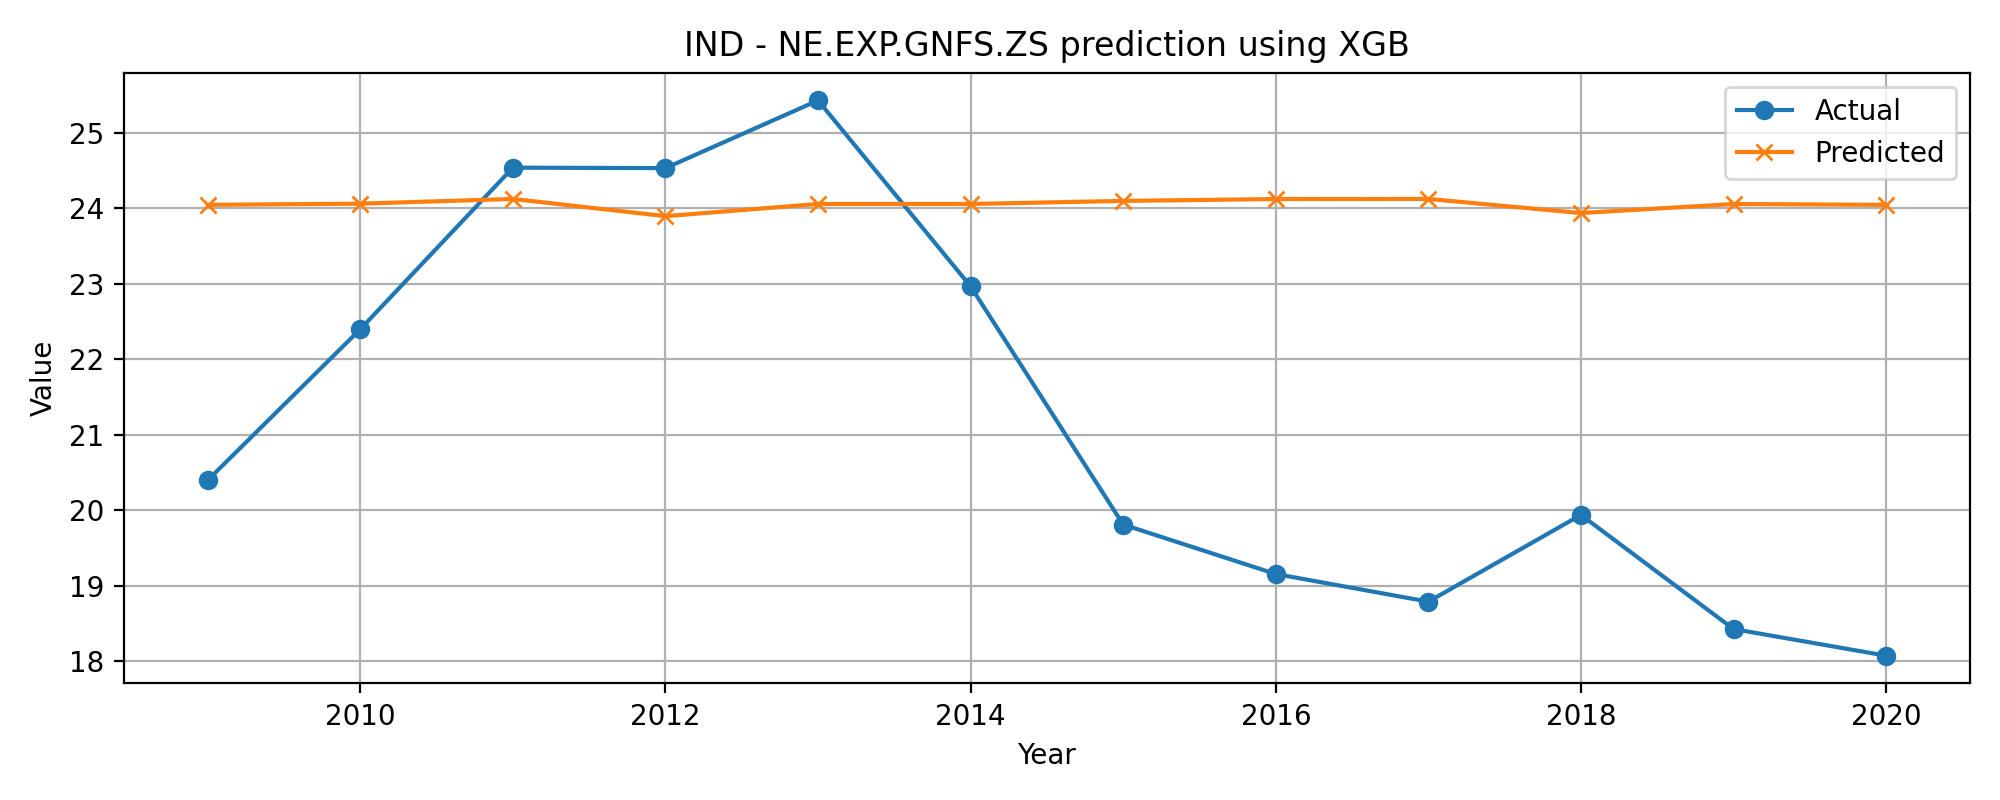 IND - NE.EXP.GNFS.ZS prediction using XGB
Actual
Predicted
Value
25
24
23
22
21
20
19
18
2010 2012 2014 2016 2018 2020
Year